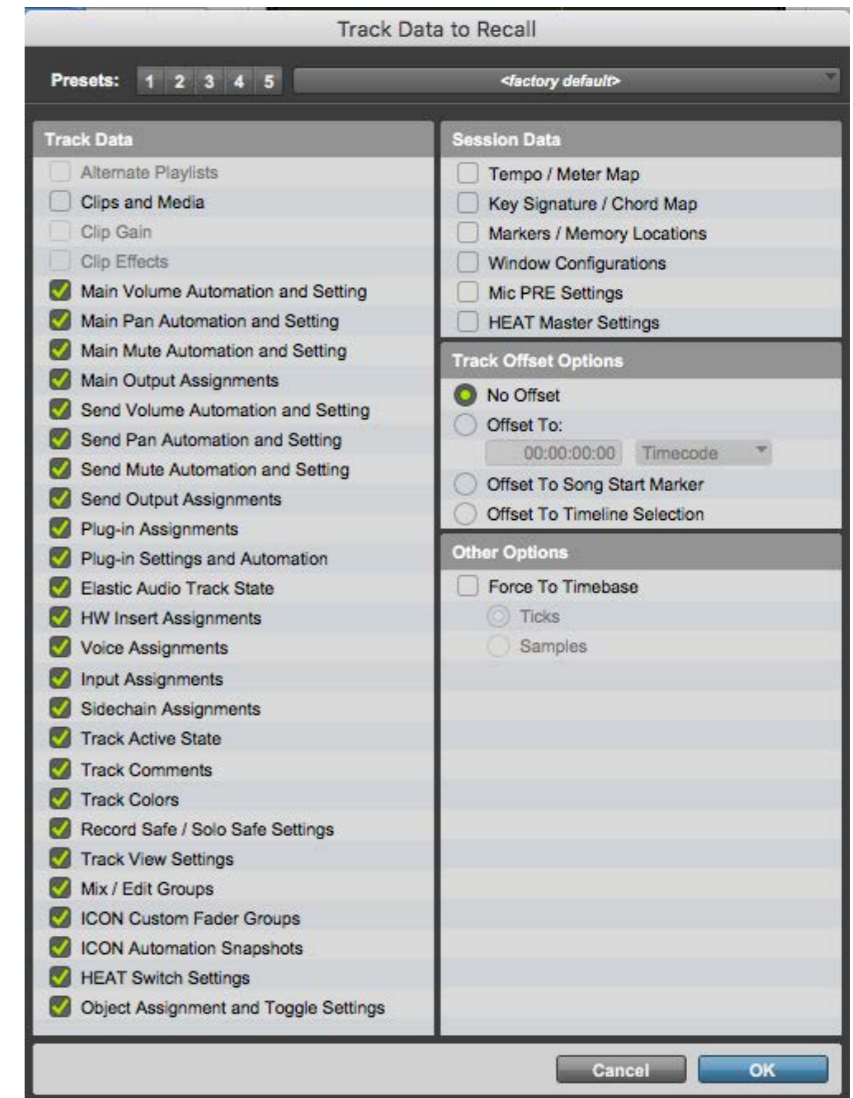 Track Data to Recall
Presets: 1 2 3 4 5 <factory default>
Track Data
Alternate Playlists
Clips and Media
Clip Gain
Clip Effects
Main Volume Automation and Setting
Main Pan Automation and Setting
Main Mute Automation and Setting
Main Output Assignments
Send Volume Automation and Setting
Send Pan Automation and Setting
Send Mute Automation and Setting
Send Output Assignments
Plug-in Assignments
Plug-in Settings and Automation
Elastic Audio Track State
HW Insert Assignments
Voice Assignments
Input Assignments
Sidechain Assignments
Track Active State
Track Comments
Track Colors
Record Safe / Solo Safe Settings
Track View Settings
Mix / Edit Groups
ICON Custom Fader Groups
ICON Automation Snapshots
HEAT Switch Settings
Object Assignment and Toggle Settings
Session Data
Tempo / Meter Map
Key Signature / Chord Map
Markers / Memory Locations
Window Configurations
Mic PRE Settings
HEAT Master Settings
Track Offset Options
No Offset
Offset To:
00:00:00:00 Timecode
Offset To Song Start Marker
Offset To Timeline Selection
Other Options
Force To Timebase
Ticks
Samples
Cancel OK